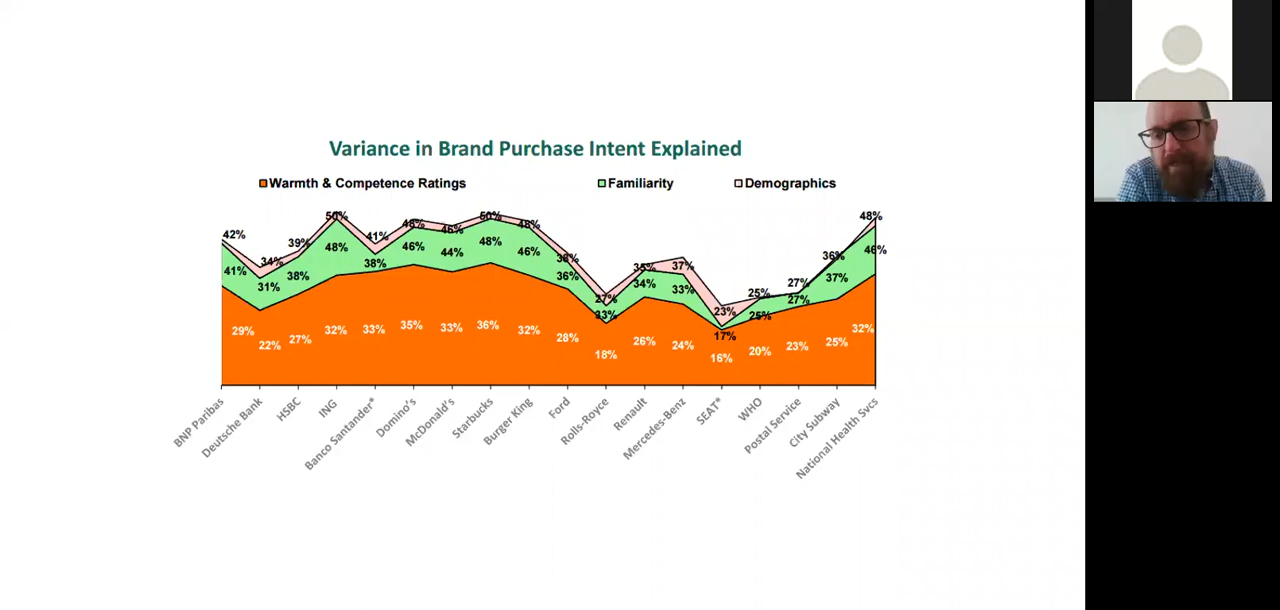 Variance in Brand Purchase Intent Explained
Warmth & Competence Ratings Familiarity Demographics
42% 34% 39% 50% 41% 48% 46% 50% 48% 38% 27% 35% 37% 23% 25% 27% 36% 48%
41% 31% 38% 48% 38% 46% 44% 48% 46% 36% 33% 34% 33% 17% 25% 27% 37% 46%
29% 22% 27% 32% 33% 35% 33% 36% 32% 28% 18% 26% 24% 16% 20% 23% 25% 32%
BNP Paribas
Deutsche Bank
HSBC
ING
Banco Santander*
Domino's
McDonald's
Starbucks
Burger King
Ford
Rolls-Royce
Renault
Mercedes-Benz
SEAT*
WHO
Postal Service
City Subway
National Health Svcs